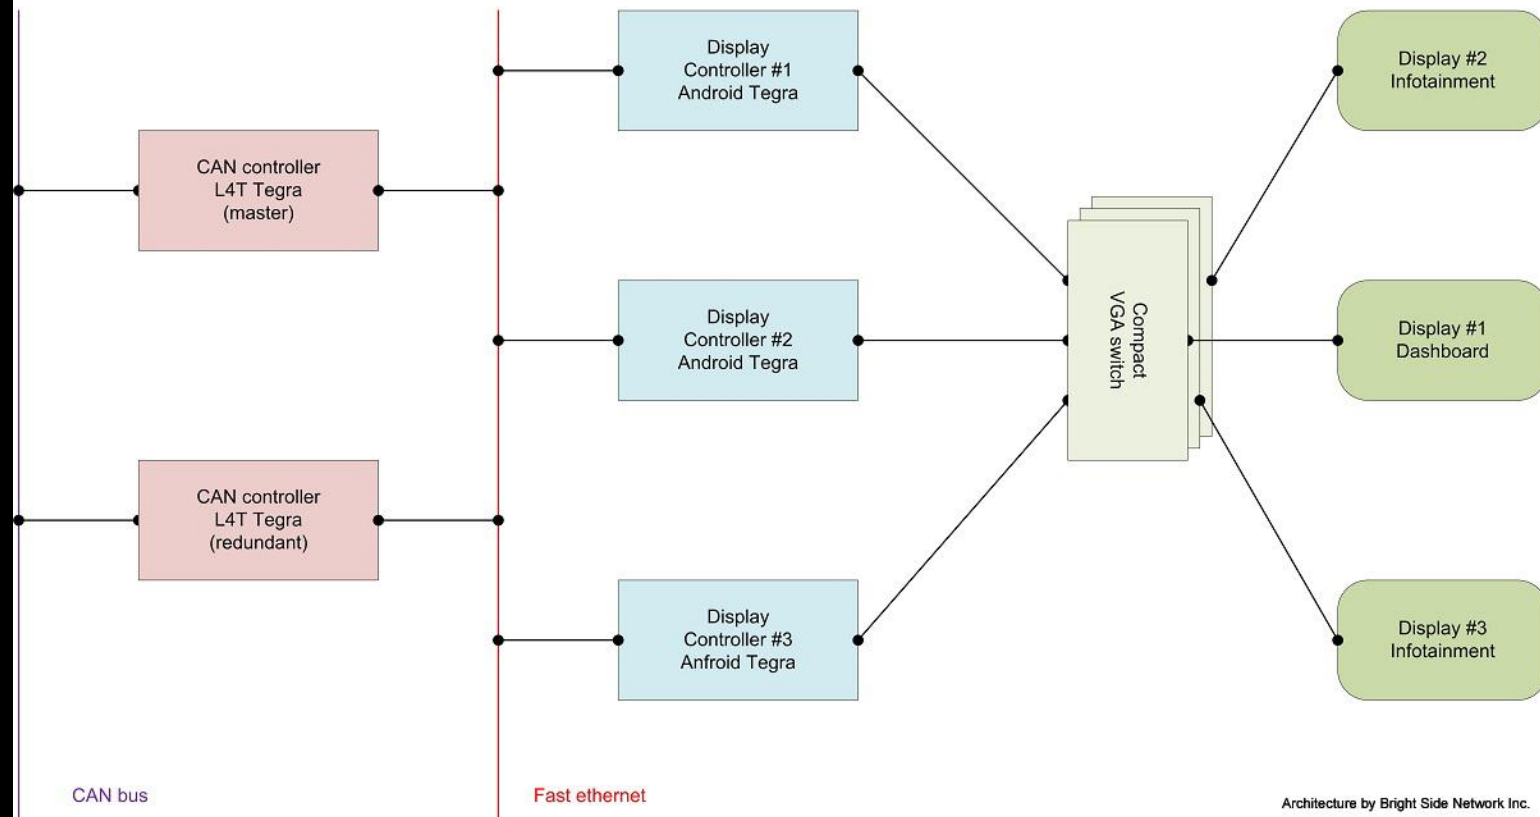 Display
Controller #1
Android Tegra
Display #2
Infotainment
CAN controller
L4T Tegra
(master)
Display
Controller #2
Android Tegra
Compact
VGA switch
Display #1
Dashboard
CAN controller
L4T Tegra
(redundant)
Display
Controller #3
Anfroid Tegra
Display #3
Infotainment
CAN bus
Fast ethernet
Architecture by Bright Side Network Inc.